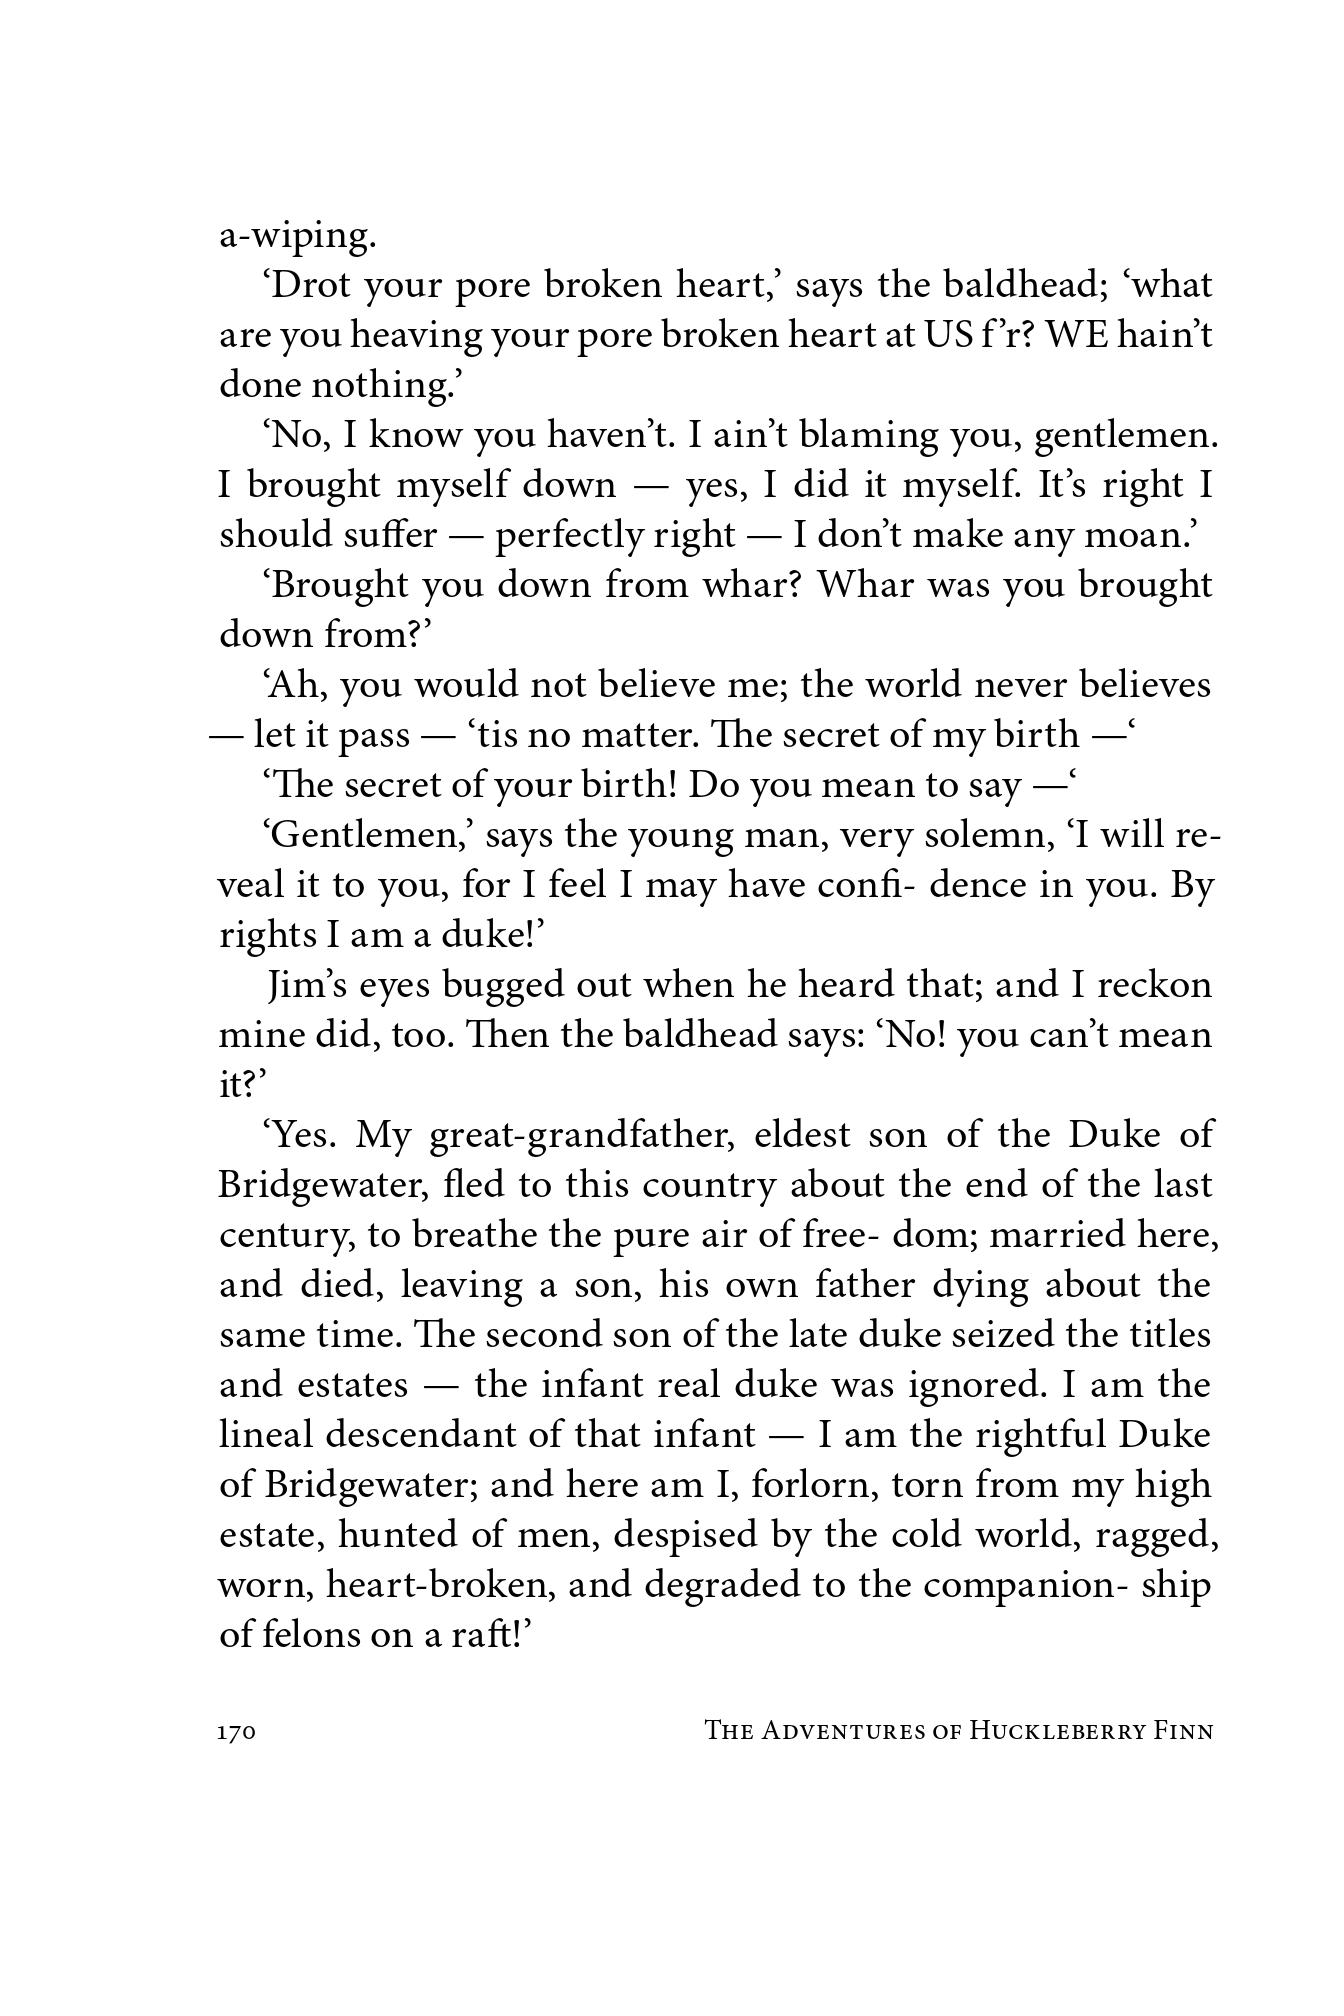 a-wiping.
‘Drot your pore broken heart,’ says the baldhead; ‘what
are you heaving your pore broken heart at US f’r? WE hain’t
done nothing.’
‘No, I know you haven’t. I ain’t blaming you, gentlemen.
I brought myself down — yes, I did it myself. It’s right I
should suffer — perfectly right — I don’t make any moan.’
‘Brought you down from whar? Whar was you brought
down from?’
‘Ah, you would not believe me; the world never believes
— let it pass — ‘tis no matter. The secret of my birth —‘
‘The secret of your birth! Do you mean to say —‘
‘Gentlemen,’ says the young man, very solemn, ‘I will re-
veal it to you, for I feel I may have confi- dence in you. By
rights I am a duke!’
Jim’s eyes bugged out when he heard that; and I reckon
mine did, too. Then the baldhead says: ‘No! you can’t mean
it?’
‘Yes. My great-grandfather, eldest son of the Duke of
Bridgewater, fled to this country about the end of the last
century, to breathe the pure air of free- dom; married here,
and died, leaving a son, his own father dying about the
same time. The second son of the late duke seized the titles
and estates — the infant real duke was ignored. I am the
lineal descendant of that infant — I am the rightful Duke
of Bridgewater; and here am I, forlorn, torn from my high
estate, hunted of men, despised by the cold world, ragged,
worn, heart-broken, and degraded to the companion- ship
of felons on a raft!’
170 The Adventures of Huckleberry Finn